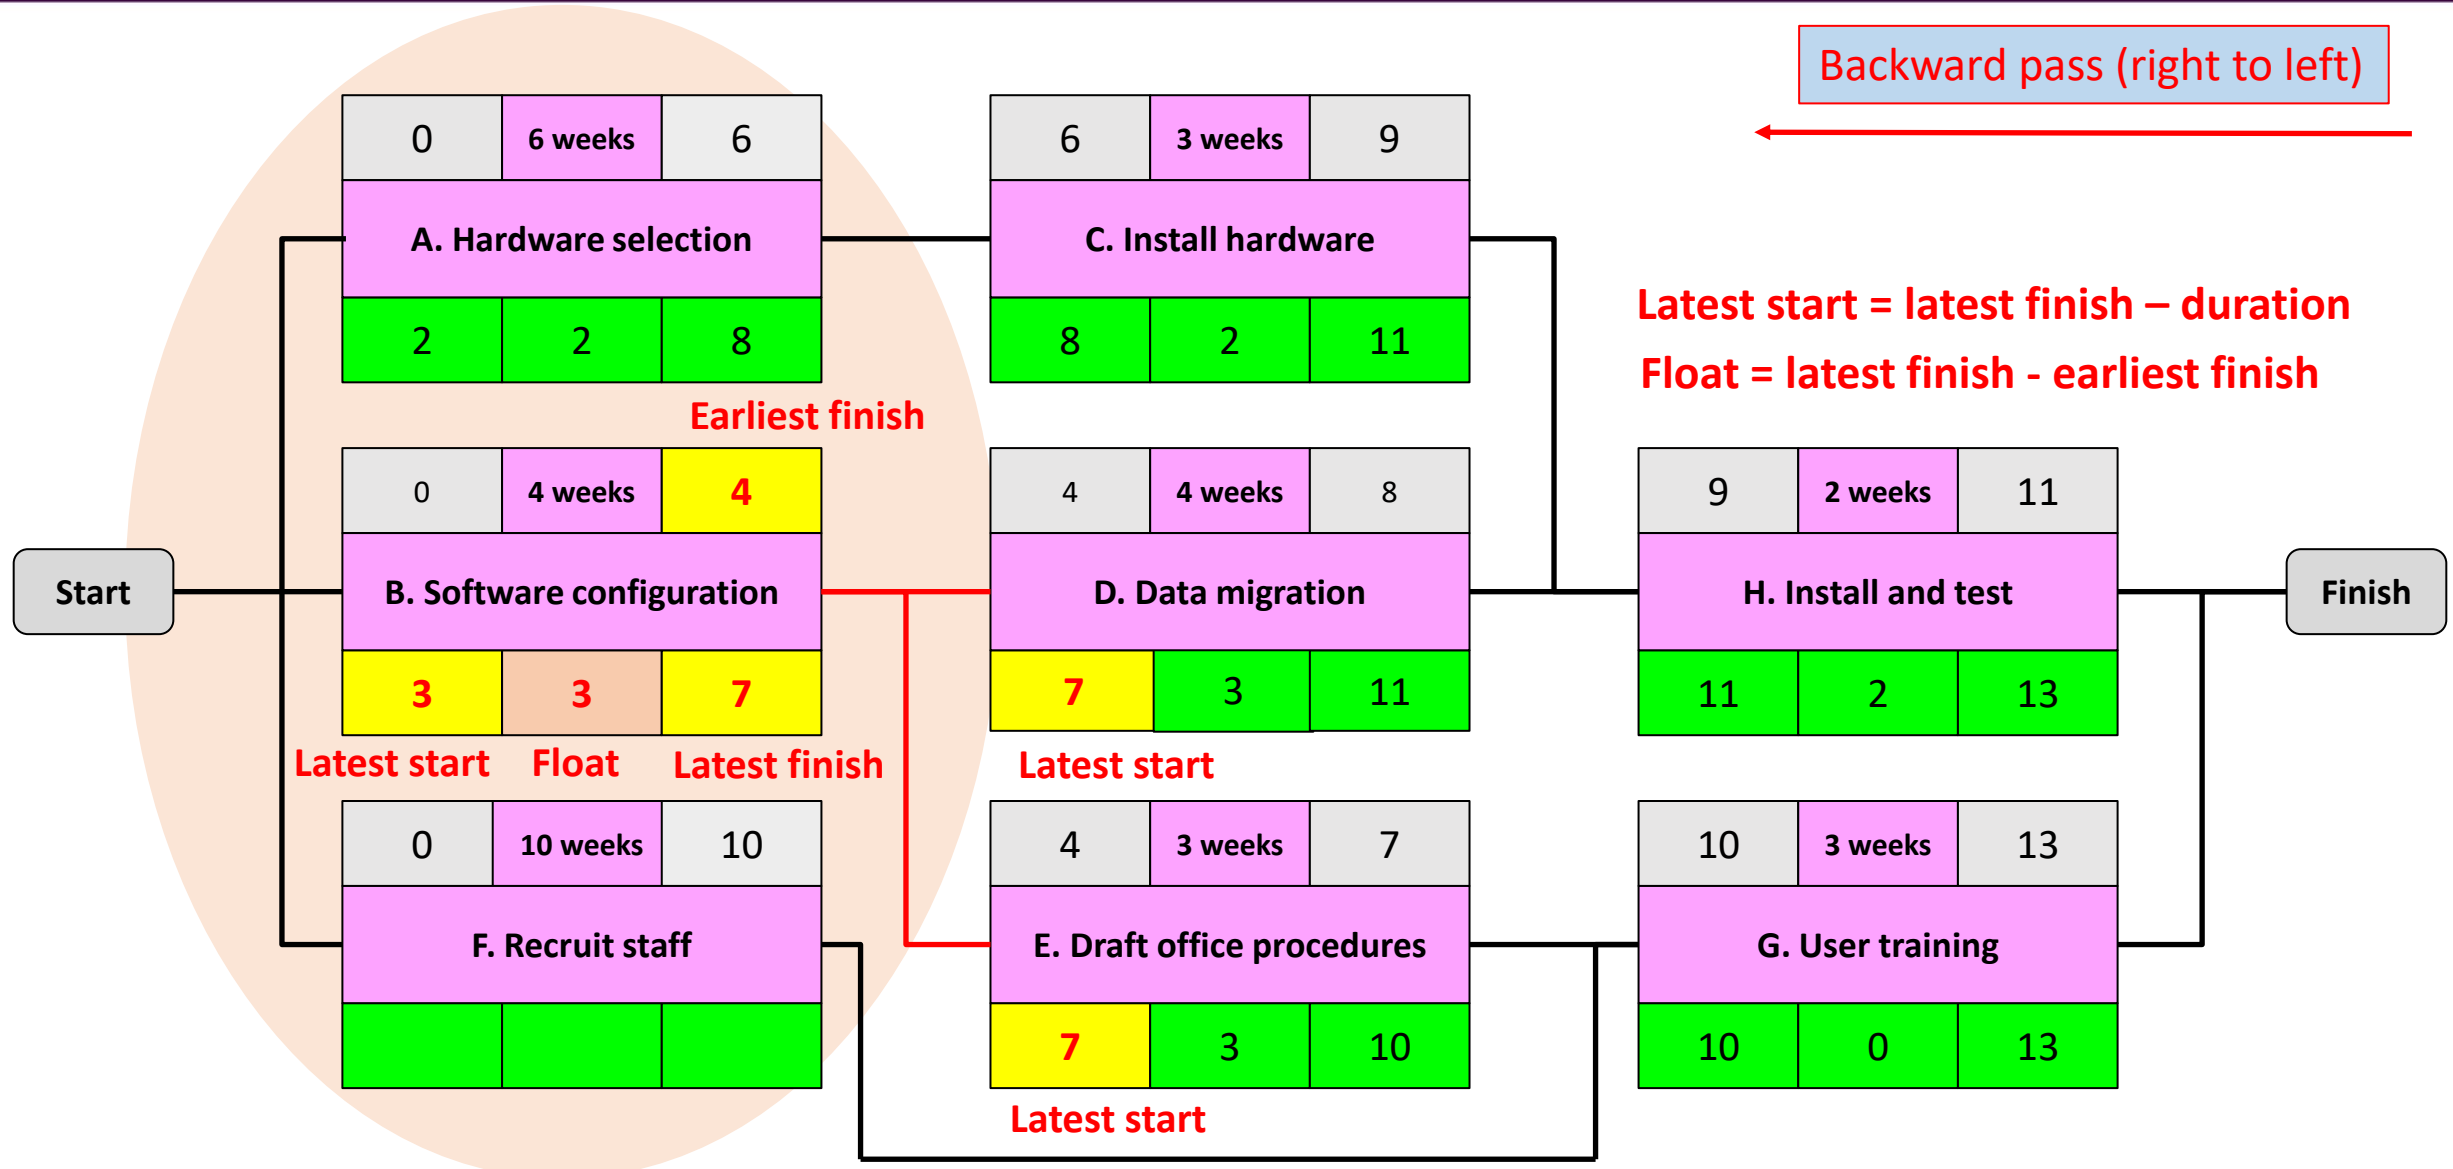 Backward pass (right to left)
0 6 weeks 6
A. Hardware selection
2 2 8
6 3 weeks 9
C. Install hardware
8 2 11
Latest start = latest finish – duration
Float = latest finish - earliest finish
Earliest finish
0 4 weeks 4
B. Software configuration
3 3 7
Latest start Float Latest finish
4 4 weeks 8
D. Data migration
7 3 11
Latest start
9 2 weeks 11
H. Install and test
11 2 13
Start
Finish
0 10 weeks 10
F. Recruit staff
4 3 weeks 7
E. Draft office procedures
7 3 10
Latest start
10 3 weeks 13
G. User training
10 0 13